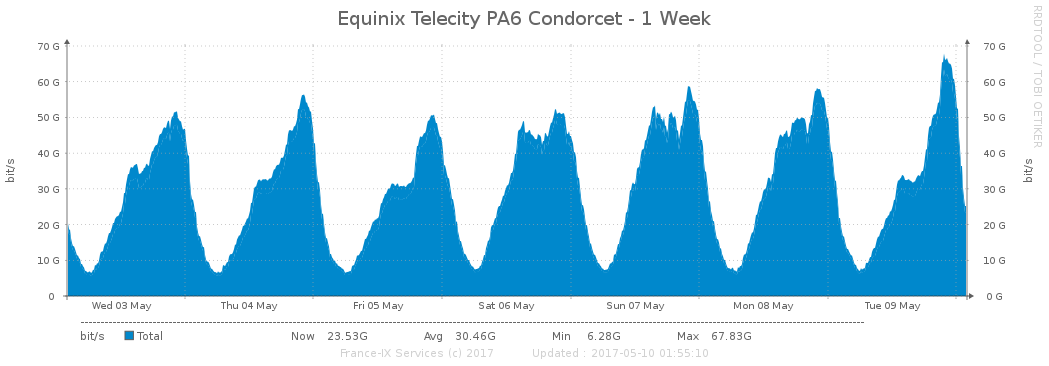 Equinix Telecity PA6 Condorcet - 1 Week
RRDTOOL / TOBI OETIKER
bit/s
70 G
60 G
50 G
40 G
30 G
20 G
10 G
0
70 G
60 G
50 G
40 G
30 G
20 G
10 G
0 G
bit/s
Wed 03 May Thu 04 May Fri 05 May Sat 06 May Sun 07 May Mon 08 May Tue 09 May
bit/s Total Now 23.53G Avg 30.46G Min 6.28G Max 67.83G
France-IX Services (c) 2017 Updated : 2017-05-10 01:55:10